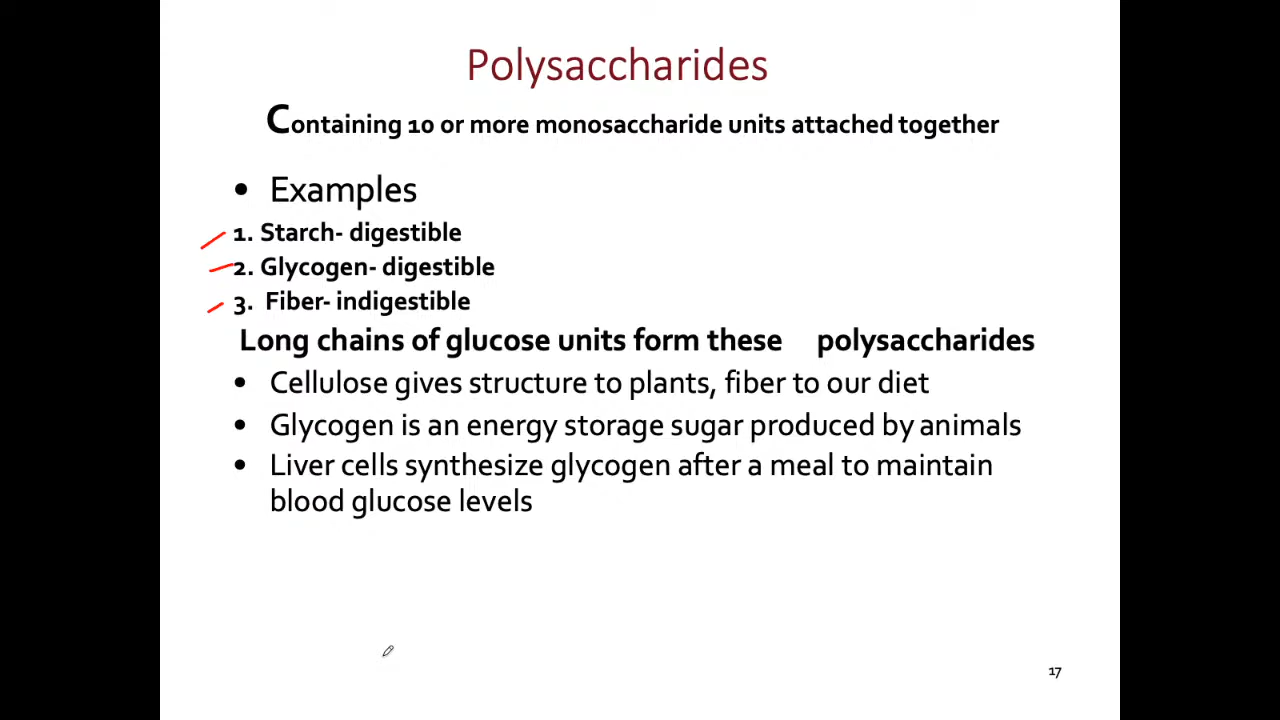 Polysaccharides
Containing 10 or more monosaccharide units attached together
• Examples
1. Starch- digestible
2. Glycogen- digestible
3. Fiber- indigestible
Long chains of glucose units form these polysaccharides
• Cellulose gives structure to plants, fiber to our diet
• Glycogen is an energy storage sugar produced by animals
• Liver cells synthesize glycogen after a meal to maintain
blood glucose levels
17